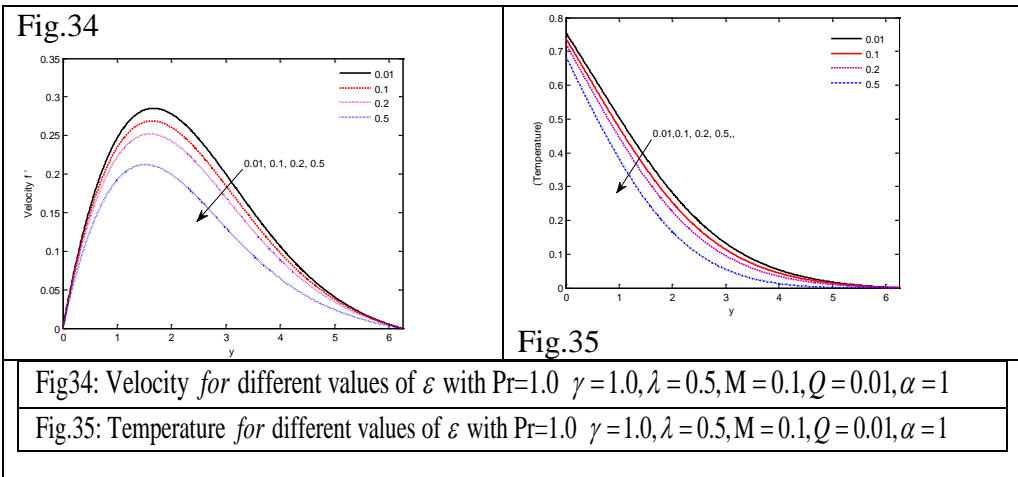 Fig.34
0.35
0.3
0.25
0.2
0.15
0.1
0.05
0
0 1 2 3 4 5 6
Velocity f '
y
0.01
0.1
0.2
0.5
0.01, 0.1, 0.2, 0.5
0.8
0.7
0.6
0.5
0.4
0.3
0.2
0.1
0
0 1 2 3 4 5 6
(Temperature)
y
0.01
0.1
0.2
0.5
0.01,0.1, 0.2, 0.5,,
Fig.35
Fig34: Velocity for different values of ε with Pr=1.0 γ = 1.0, λ = 0.5, M = 0.1, Q = 0.01, α = 1
Fig.35: Temperature for different values of ε with Pr=1.0 γ = 1.0, λ = 0.5, M = 0.1, Q = 0.01, α = 1